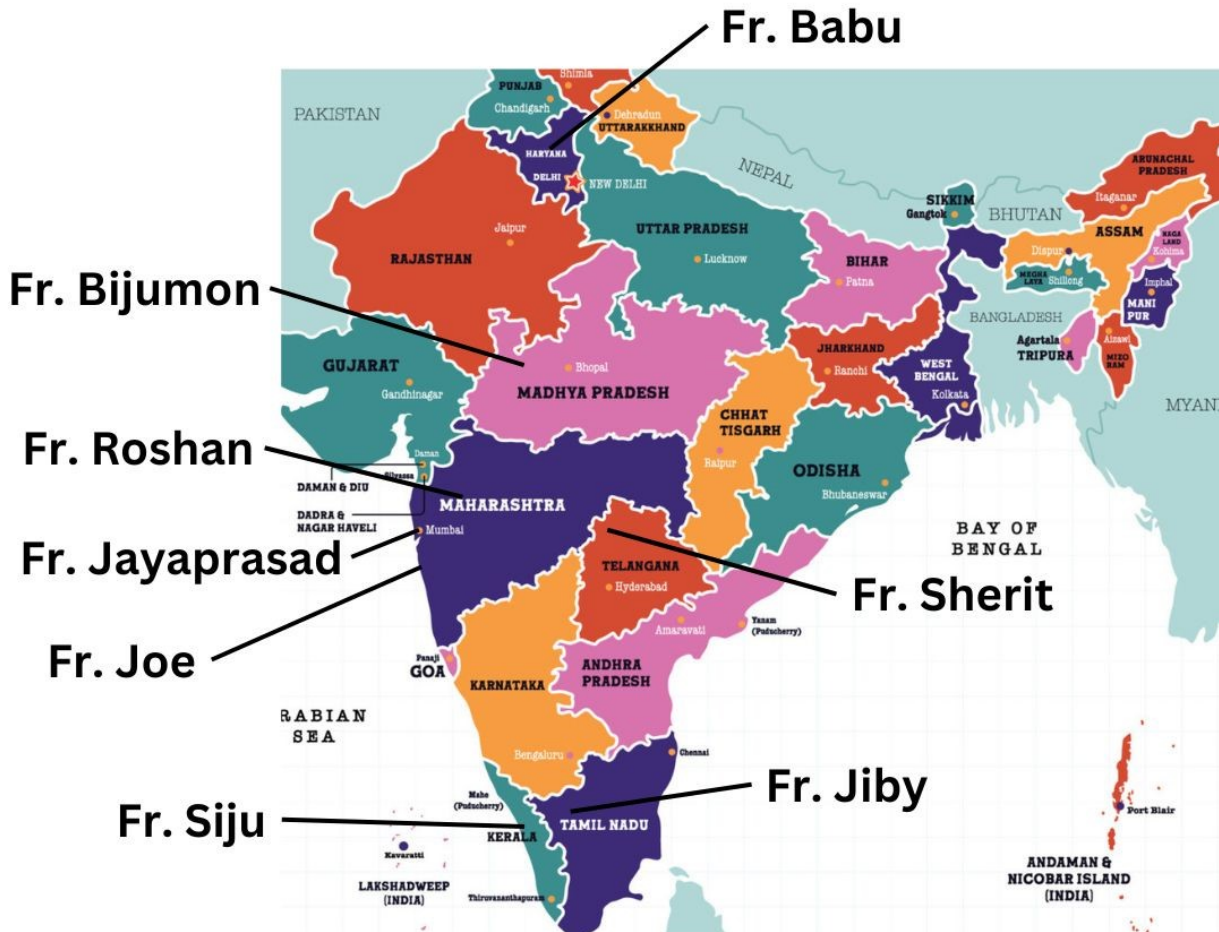 Fr. Babu
Shimla
PUNJAB
Chandigarh
PAKISTAN
Dehradun
UTTARAKHAND
HARYANA
DELHI
NEW DELHI
NEPAL
ARUNACHAL
PRADESH
Itaganar
SIKKIM
Gangtok
BHUTAN
ASSAM
Dispur
NAGA
LAND
Kohima
MEGHA
LAYA
Shillong
Imphal
MANI
PUR
Jaipur
RAJASTHAN
UTTAR PRADESH
Lucknow
BIHAR
Patna
Fr. Bijumon
BANGLADESH
Agartala
TRIPURA
Aizawl
MIZO
RAM
JHARKHAND
Ranchi
WEST
BENGAL
Kolkata
MYAN
GUJARAT
Gandhinagar
Bhopal
MADHYA PRADESH
CHHAT
TISGARH
Raipur
Fr. Roshan
Daman
Silvassa
DAMAN & DIU
DADRA &
NAGAR HAVELI
MAHARASHTRA
Mumbai
ODISHA
Bhubaneswar
BAY OF
BENGAL
Fr. Jayaprasad
TELANGANA
Hyderabad
Fr. Sherit
Fr. Joe
Panaji
GOA
KARNATAKA
Amaravati
Yanam
(Puducherry)
ANDHRA
PRADESH
RABIAN
SEA
Bengaluru
Chennai
Fr. Jiby
Mahe
(Puducherry)
Fr. Siju
KERALA
TAMIL NADU
Port Blair
Kavaratti
LAKSHADWEEP
(INDIA)
Thiruvananthapuram
ANDAMAN &
NICOBAR ISLAND
(INDIA)